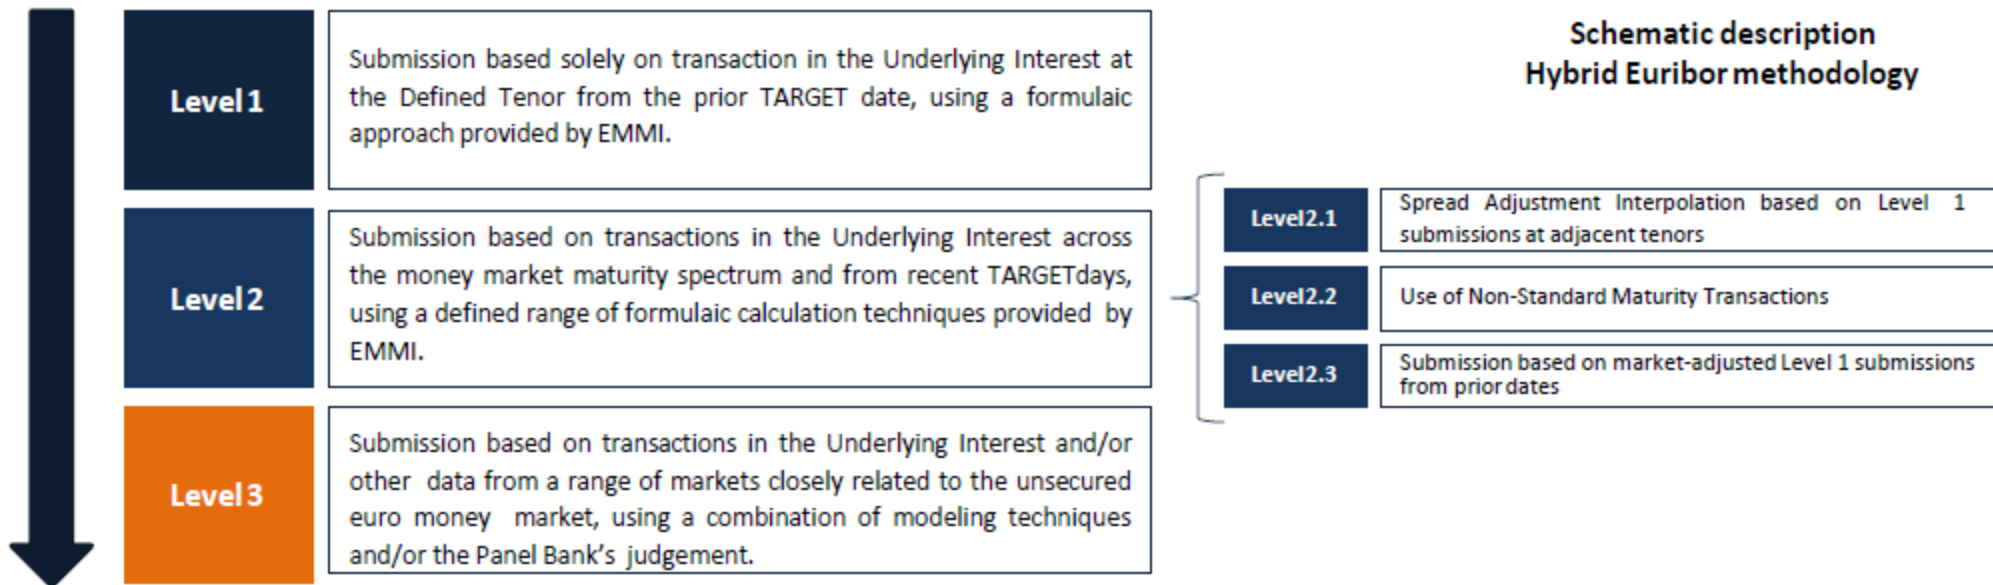 Schematic description
Hybrid Euribor methodology
Level 1
Submission based solely on transaction in the Underlying Interest at
the Defined Tenor from the prior TARGET date, using a formulaic
approach provided by EMMI.
Level 2
Submission based on transactions in the Underlying Interest across
the money market maturity spectrum and from recent TARGETdays,
using a defined range of formulaic calculation techniques provided by
EMMI.
Level2.1
Spread Adjustment Interpolation based on Level 1
submissions at adjacent tenors
Level2.2
Use of Non-Standard Maturity Transactions
Level2.3
Submission based on market-adjusted Level 1 submissions
from prior dates
Level 3
Submission based on transactions in the Underlying Interest and/or
other data from a range of markets closely related to the unsecured
euro money market, using a combination of modeling techniques
and/or the Panel Bank's judgement.